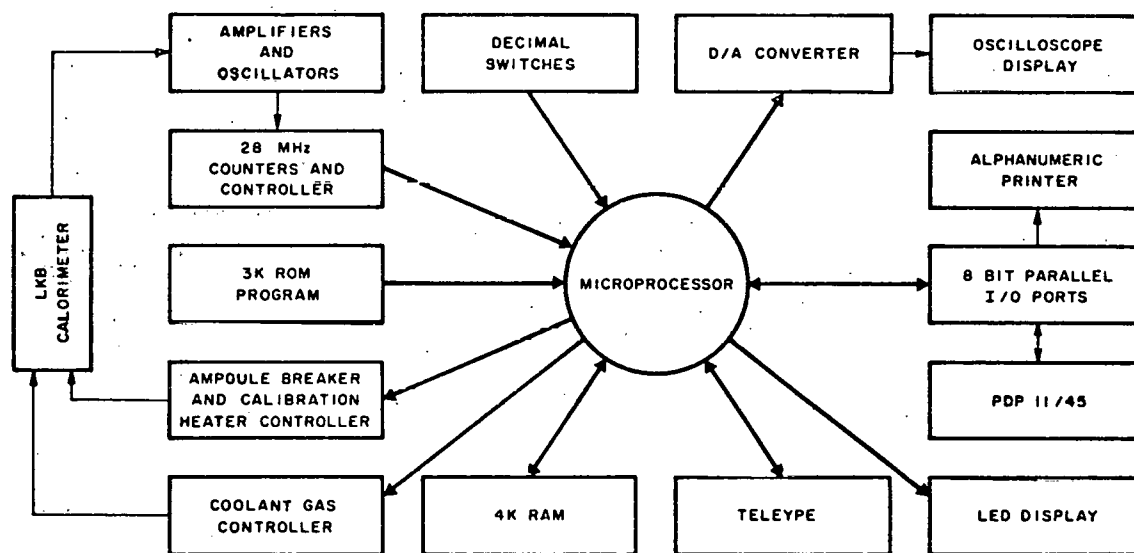 AMPLIFIERS
AND
OSCILLATORS
DECIMAL
SWITCHES
D/A CONVERTER
OSCILLOSCOPE
DISPLAY
28 MHz
COUNTERS AND
CONTROLLER
ALPHANUMERIC
PRINTER
LKB
CALORIMETER
3K ROM
PROGRAM
MICROPROCESSOR
8 BIT PARALLEL
I/O PORTS
AMPOULE BREAKER
AND CALIBRATION
HEATER CONTROLLER
PDP 11/45
COOLANT GAS
CONTROLLER
4K RAM
TELEYPE
LED DISPLAY